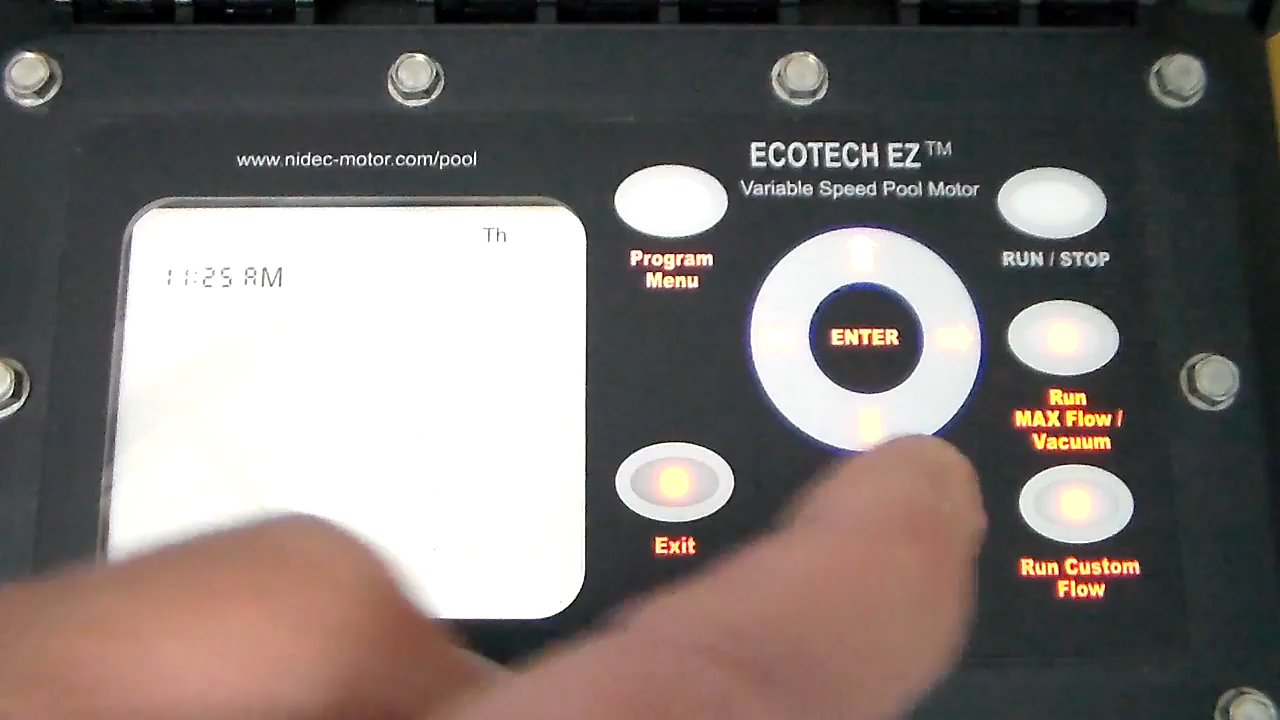 www.nidec-motor.com/pool
ECOTECH EZ™
Variable Speed Pool Motor
Th
11:25 AM
Program
Menu
RUN / STOP
ENTER
Run
MAX Flow /
Vacuum
Exit
Run Custom
Flow